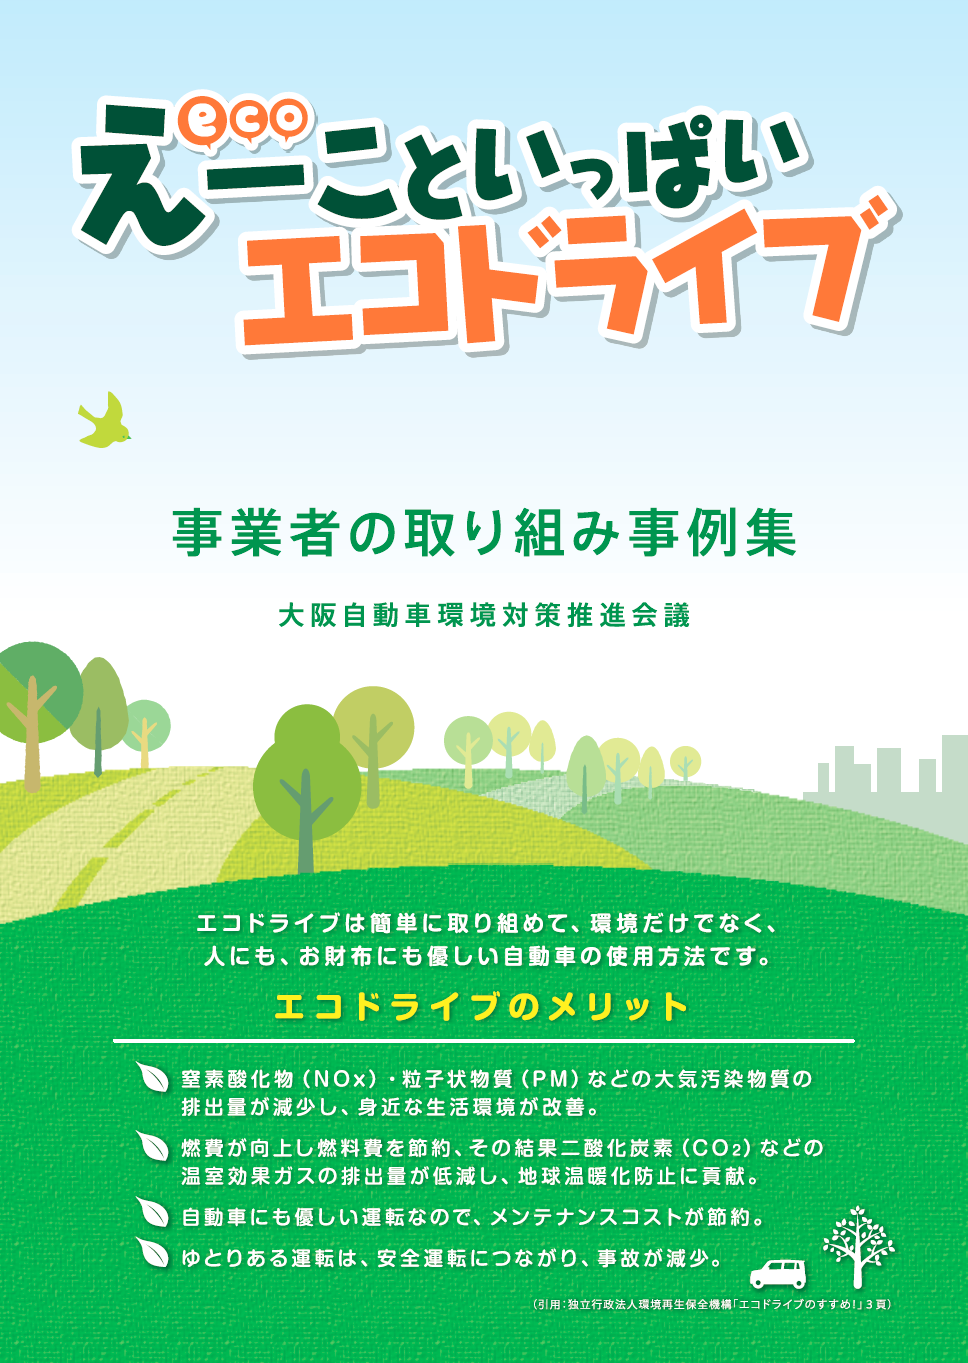 eco
えーこといっぱい
エコドライブ
事業者の取り組み事例集
大阪自動車環境対策推進会議
エコドライブは簡単に取り組めて、環境だけでなく、
人にも、お財布にも優しい自動車の使用方法です。
エコドライブのメリット
窒素酸化物（NOx）・粒子状物質（PM）などの大気汚染物質の
排出量が減少し、身近な生活環境が改善。
燃費が向上し燃料費を節約、その結果二酸化炭素（CO₂）などの
温室効果ガスの排出量が低減し、地球温暖化防止に貢献。
自動車にも優しい運転なので、メンテナンスコストが節約。
ゆとりある運転は、安全運転につながり、事故が減少。
（引用：独立行政法人環境再生保全機構「エコドライブのすすめ！」３頁）